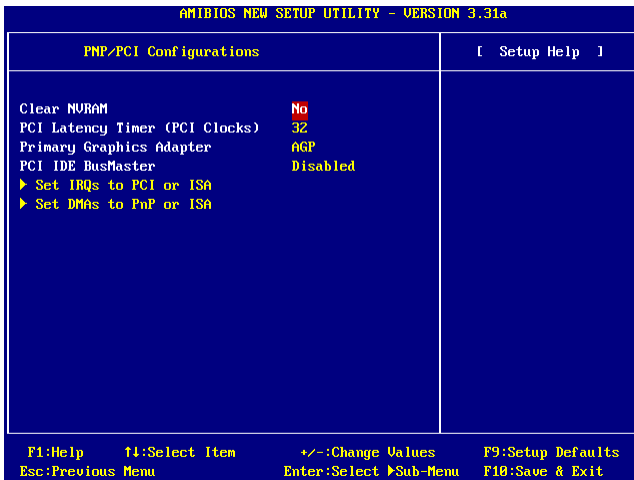 AMIBIOS NEW SETUP UTILITY - VERSION 3.31a
PNP/PCI Configurations
[ Setup Help ]
Clear NVRAM No
PCI Latency Timer (PCI Clocks) 32
Primary Graphics Adapter AGP
PCI IDE BusMaster Disabled
▶ Set IRQs to PCI or ISA
▶ Set DMAs to PnP or ISA
F1:Help ↑↓:Select Item +/-:Change Values F9:Setup Defaults
Esc:Previous Menu Enter:Select ▶Sub-Menu F10:Save & Exit